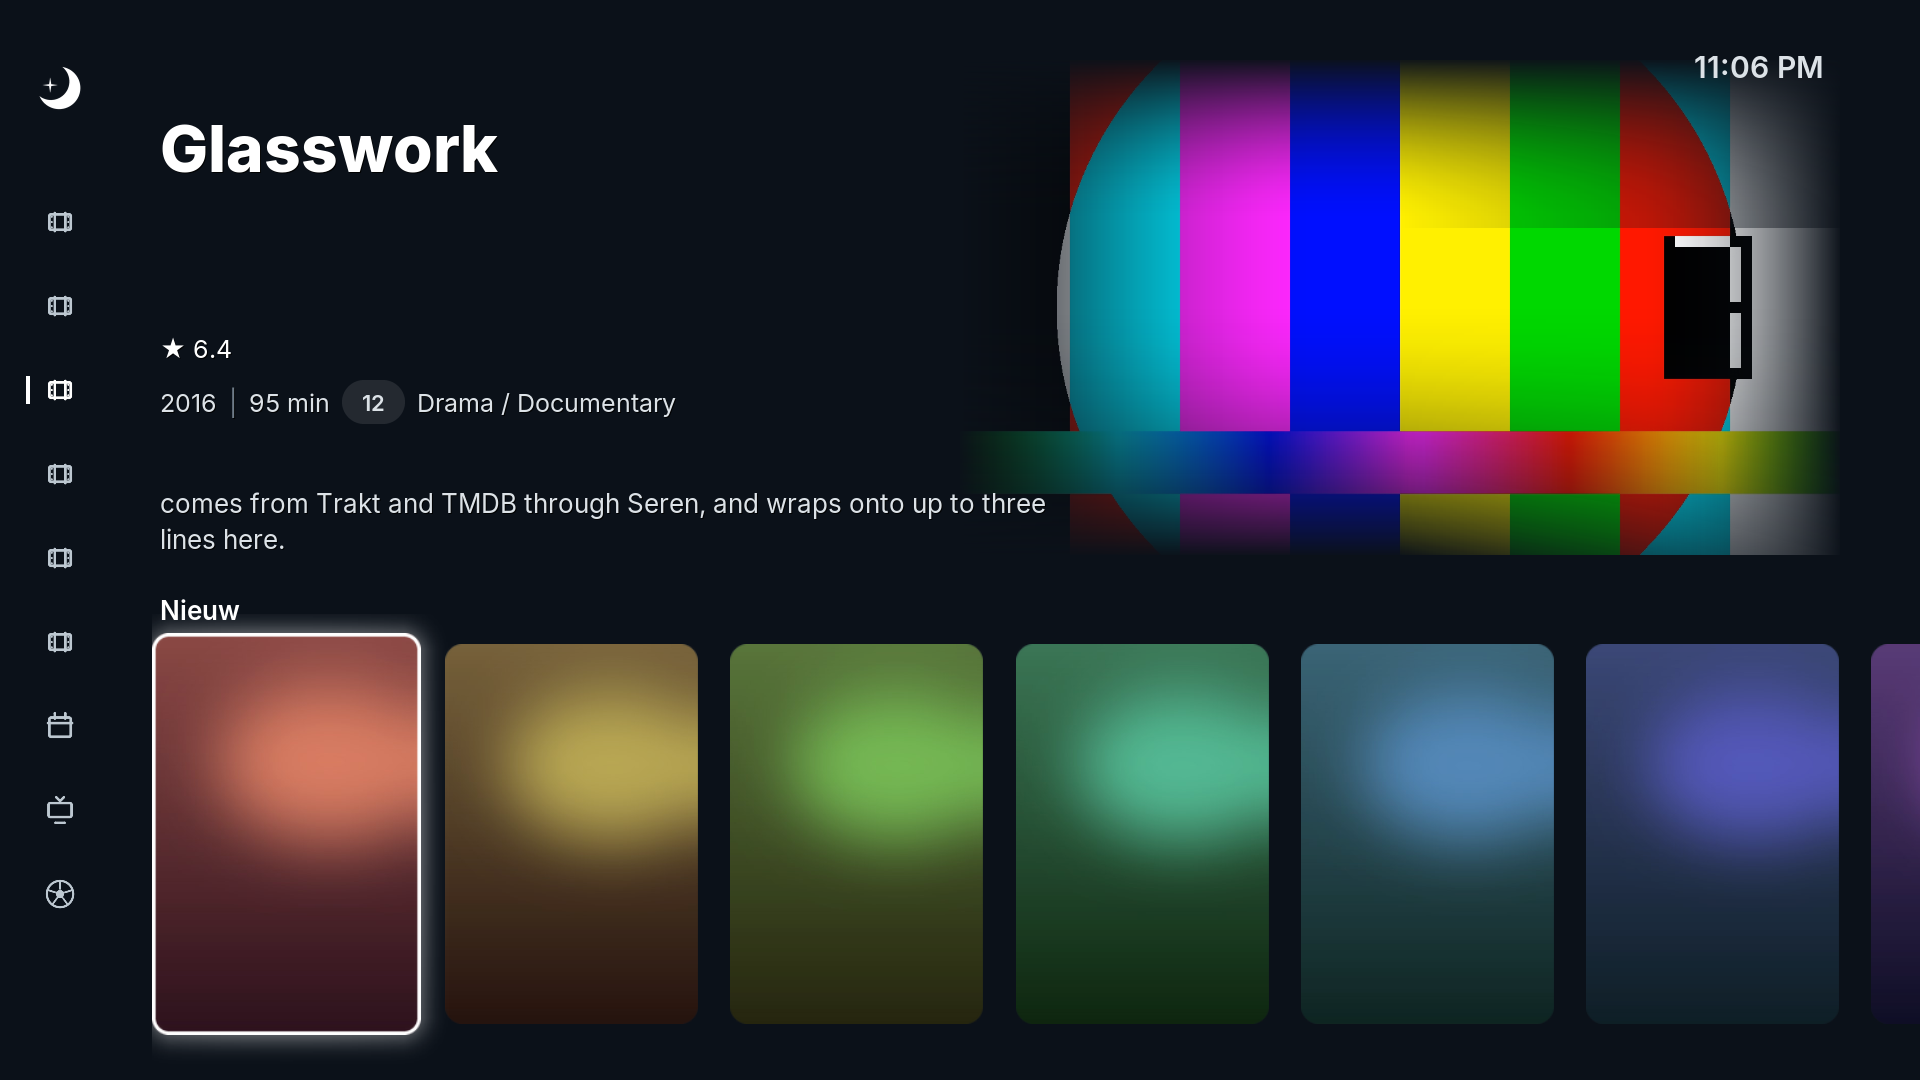 11:06 PM
Glasswork
★ 6.4
2016 | 95 min 12 Drama / Documentary
comes from Trakt and TMDB through Seren, and wraps onto up to three
lines here.
Nieuw